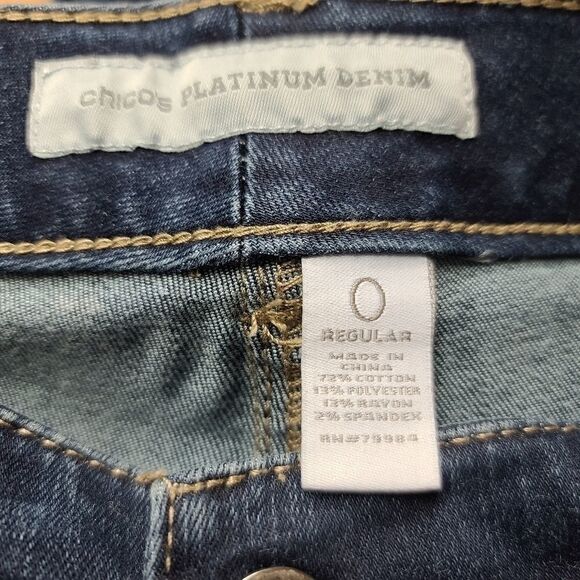 chico's PLATINUM DENIM
0
REGULAR
MADE IN
CHINA
72% COTTON
13% POLYESTER
13% RAYON
2% SPANDEX
RN#79984